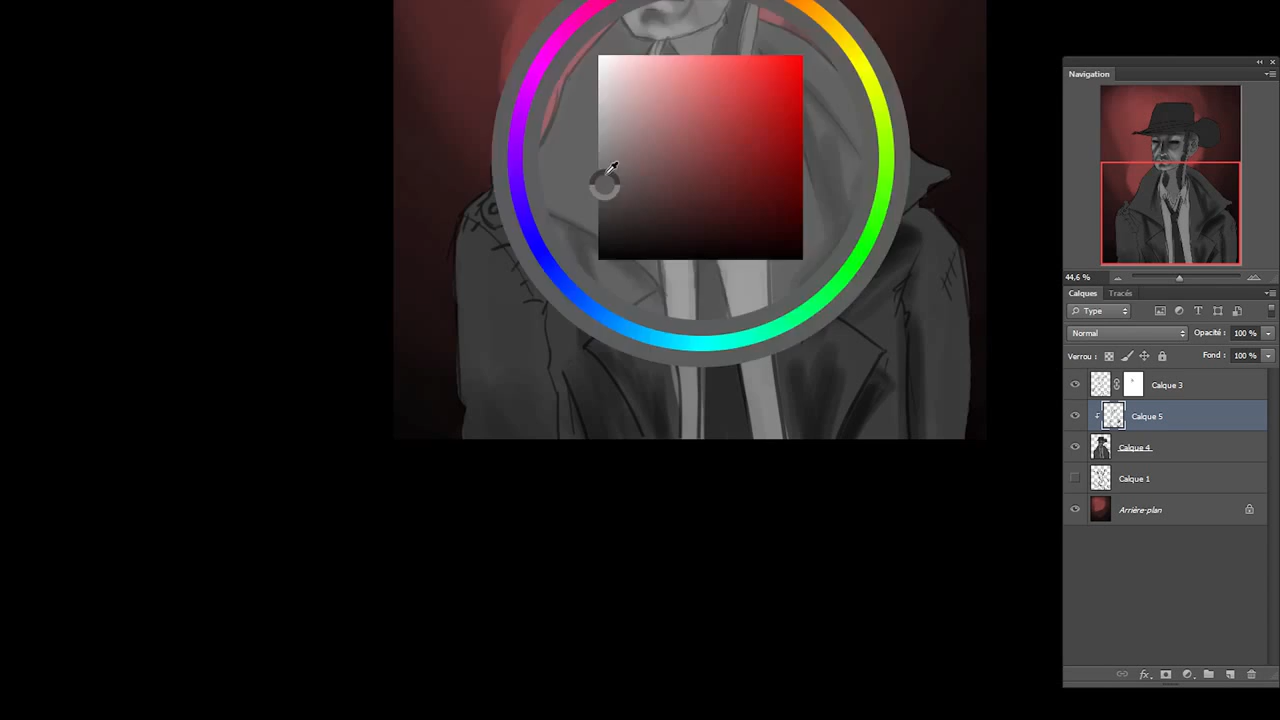 Navigation
44,6 %
Calques Tracés
Type
Normal Opacité : 100 %
Verrou : Fond : 100 %
Calque 3
Calque 5
Calque 4
Calque 1
Arrière-plan
fx